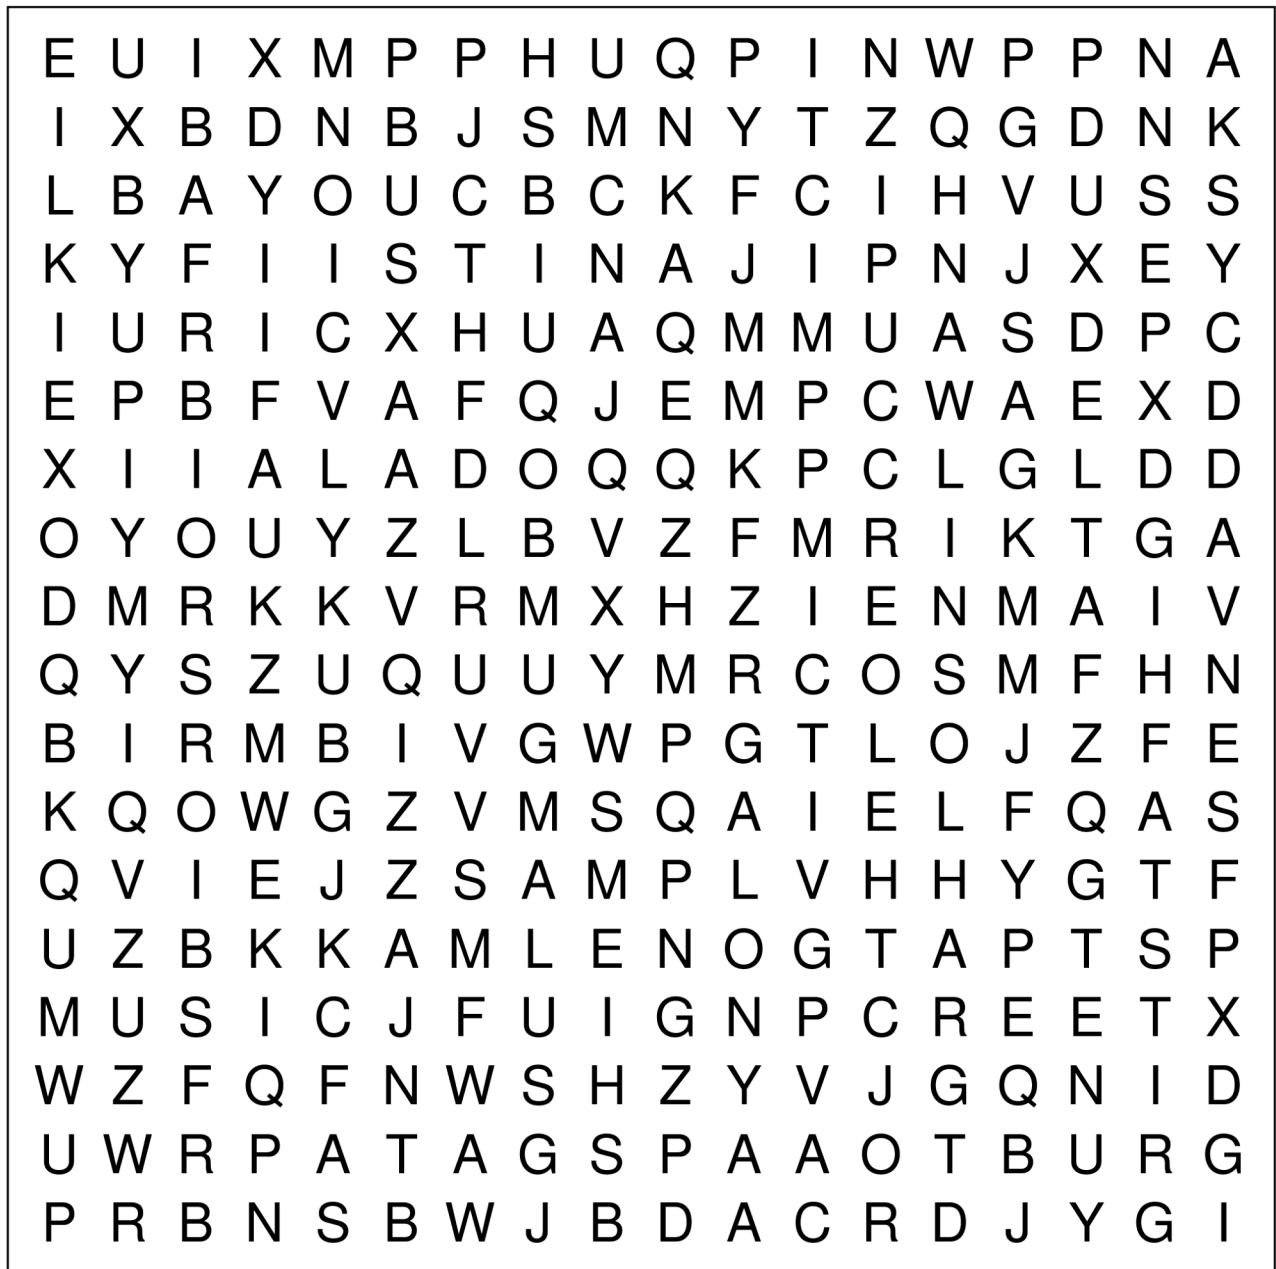 E U I X M P P H U Q P I N W P P N A
I X B D N B J S M N Y T Z Q G D N K
L B A Y O U C B C K F C I H V U S S
K Y F I I S T I N A J I P N J X E Y
I U R I C X H U A Q M M U A S D P C
E P B F V A F Q J E M P C W A E X D
X I I A L A D O Q Q K P C L G L D D
O Y O U Y Z L B V Z F M R I K T G A
D M R K K V R M X H Z I E N M A I V
Q Y S Z U Q U U Y M R C O S M F H N
B I R M B I V G W P G T L O J Z F E
K Q O W G Z V M S Q A I E L F Q A S
Q V I E J Z S A M P L V H H Y G T F
U Z B K K A M L E N O G T A P T S P
M U S I C J F U I G N P C R E E T X
W Z F Q F N W S H Z Y V J G Q N I D
U W R P A T A G S P A A O T B U R G
P R B N S B W J B D A C R D J Y G I